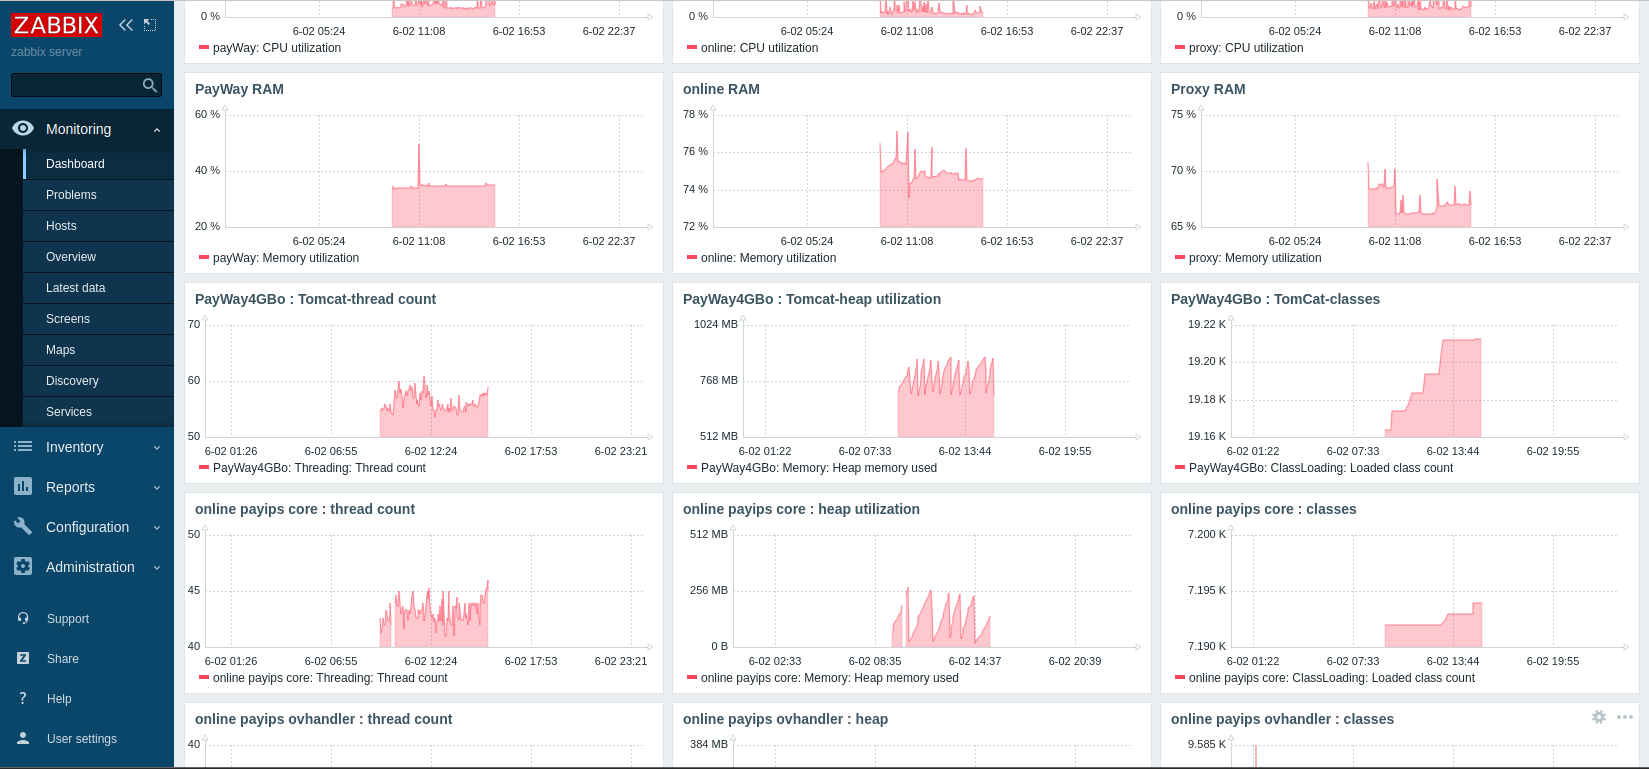 ZABBIX
zabbix server
Monitoring
Dashboard
Problems
Hosts
Overview
Latest data
Screens
Maps
Discovery
Services
Inventory
Reports
Configuration
Administration
Support
Z Share
? Help
User settings
0 %
6-02 05:24 6-02 11:08 6-02 16:53 6-02 22:37
payWay: CPU utilization
0 %
6-02 05:24 6-02 11:08 6-02 16:53 6-02 22:37
online: CPU utilization
0 %
6-02 05:24 6-02 11:08 6-02 16:53 6-02 22:37
proxy: CPU utilization
PayWay RAM
60 %
40 %
20 %
6-02 05:24 6-02 11:08 6-02 16:53 6-02 22:37
payWay: Memory utilization
online RAM
78 %
76 %
74 %
72 %
6-02 05:24 6-02 11:08 6-02 16:53 6-02 22:37
online: Memory utilization
Proxy RAM
75 %
70 %
65 %
6-02 05:24 6-02 11:08 6-02 16:53 6-02 22:37
proxy: Memory utilization
PayWay4GBo : Tomcat-thread count
70
60
50
6-02 01:26 6-02 06:55 6-02 12:24 6-02 17:53 6-02 23:21
PayWay4GBo: Threading: Thread count
PayWay4GBo : Tomcat-heap utilization
1024 MB
768 MB
512 MB
6-02 01:22 6-02 07:33 6-02 13:44 6-02 19:55
PayWay4GBo: Memory: Heap memory used
PayWay4GBo : TomCat-classes
19.22 K
19.20 K
19.18 K
19.16 K
6-02 01:22 6-02 07:33 6-02 13:44 6-02 19:55
PayWay4GBo: ClassLoading: Loaded class count
online payips core : thread count
50
45
40
6-02 01:26 6-02 06:55 6-02 12:24 6-02 17:53 6-02 23:21
online payips core: Threading: Thread count
online payips core : heap utilization
512 MB
256 MB
0 B
6-02 02:33 6-02 08:35 6-02 14:37 6-02 20:39
online payips core: Memory: Heap memory used
online payips core : classes
7.200 K
7.195 K
7.190 K
6-02 01:22 6-02 07:33 6-02 13:44 6-02 19:55
online payips core: ClassLoading: Loaded class count
online payips ovhandler : thread count
40
online payips ovhandler : heap
384 MB
online payips ovhandler : classes
9.585 K